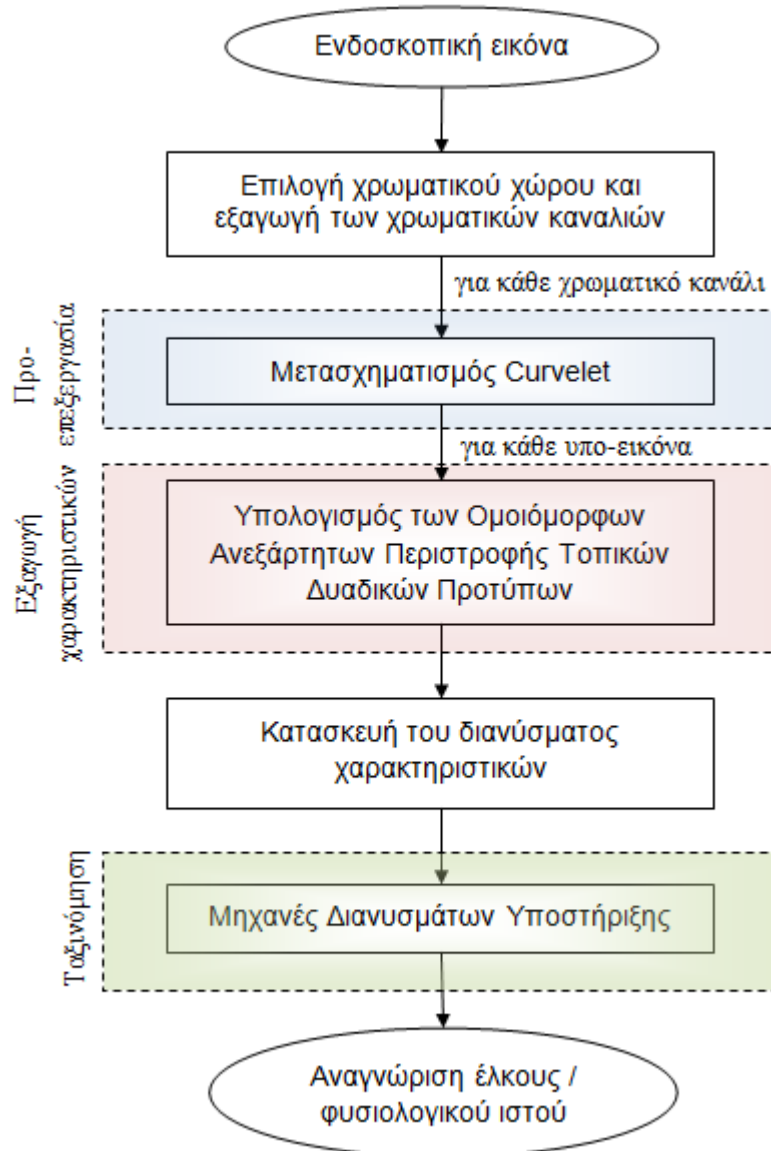 Ενδοσκοπική εικόνα
Επιλογή χρωματικού χώρου και
εξαγωγή των χρωματικών καναλιών
για κάθε χρωματικό κανάλι
Προ-
επεξεργασία
Μετασχηματισμός Curvelet
για κάθε υπο-εικόνα
Εξαγωγή
χαρακτηριστικών
Υπολογισμός των Ομοιόμορφων
Ανεξάρτητων Περιστροφής Τοπικών
Δυαδικών Προτύπων
Κατασκευή του διανύσματος
χαρακτηριστικών
Ταξινόμηση
Μηχανές Διανυσμάτων Υποστήριξης
Αναγνώριση έλκους /
φυσιολογικού ιστού